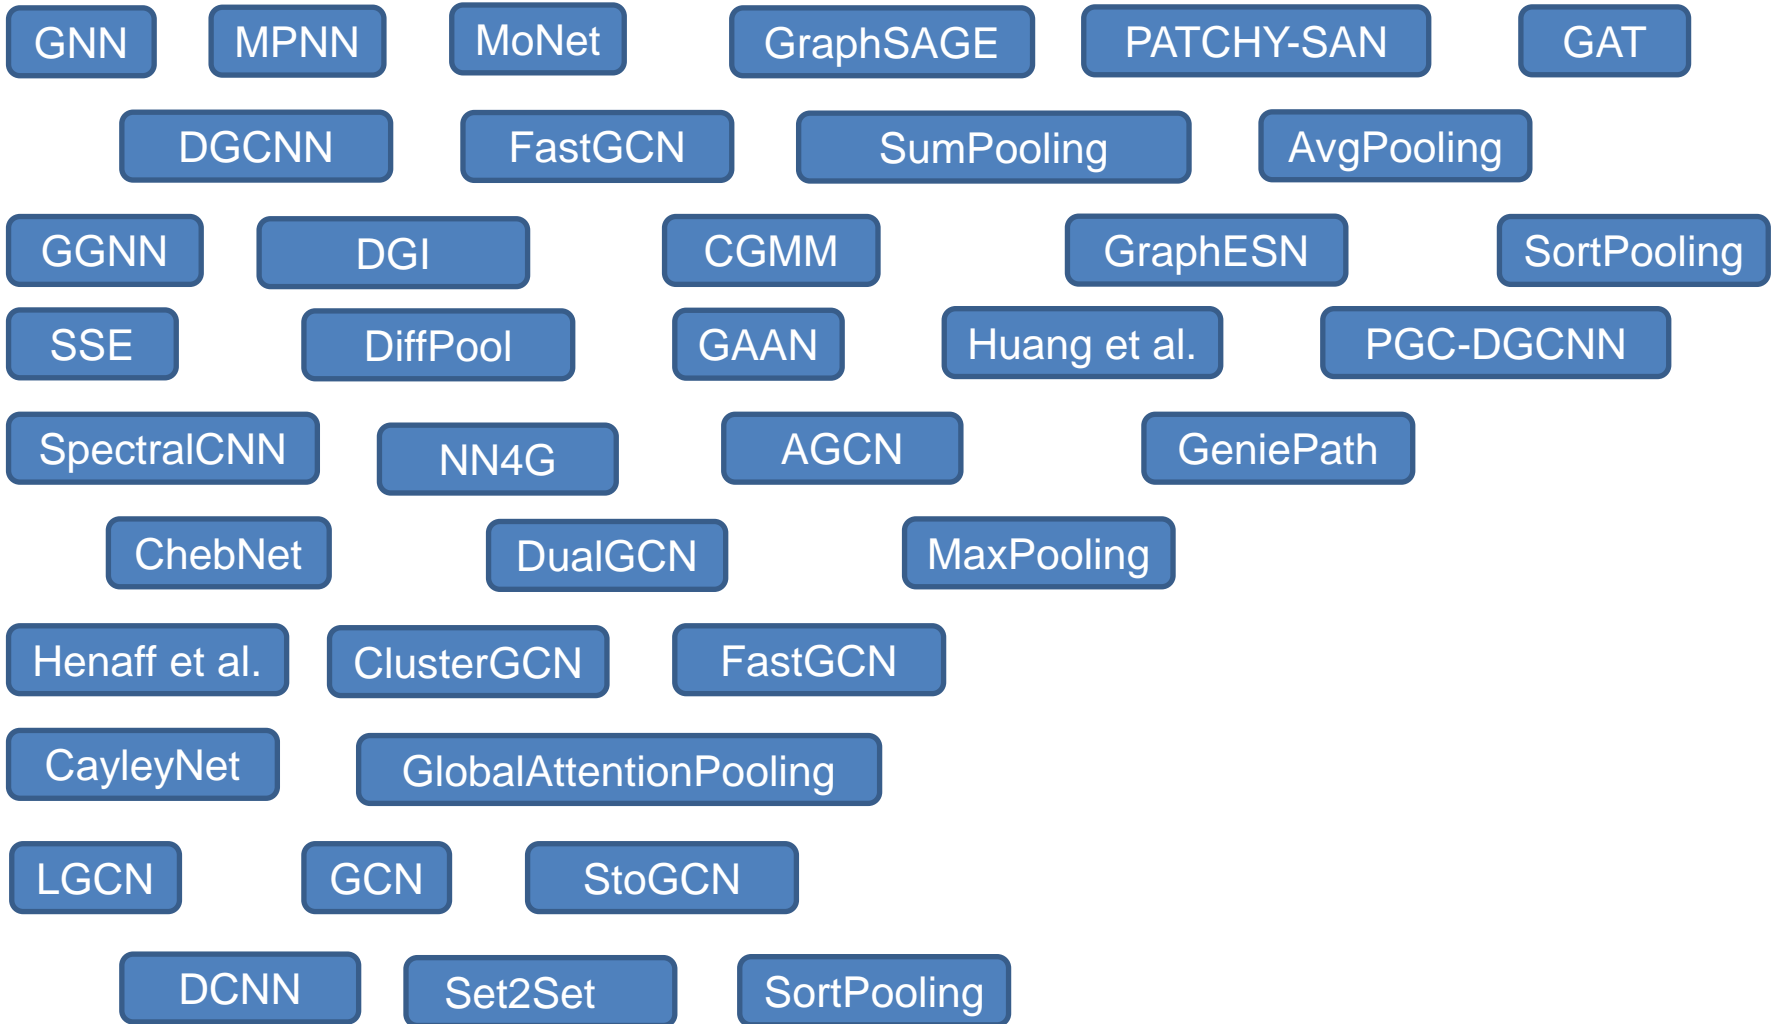 GNN MPNN MoNet GraphSAGE PATCHY-SAN GAT
DGCNN FastGCN SumPooling AvgPooling
GGNN DGI CGMM GraphESN SortPooling
SSE DiffPool GAAN Huang et al. PGC-DGCNN
SpectralCNN NN4G AGCN GeniePath
ChebNet DualGCN MaxPooling
Henaff et al. ClusterGCN FastGCN
CayleyNet GlobalAttentionPooling
LGCN GCN StoGCN
DCNN Set2Set SortPooling